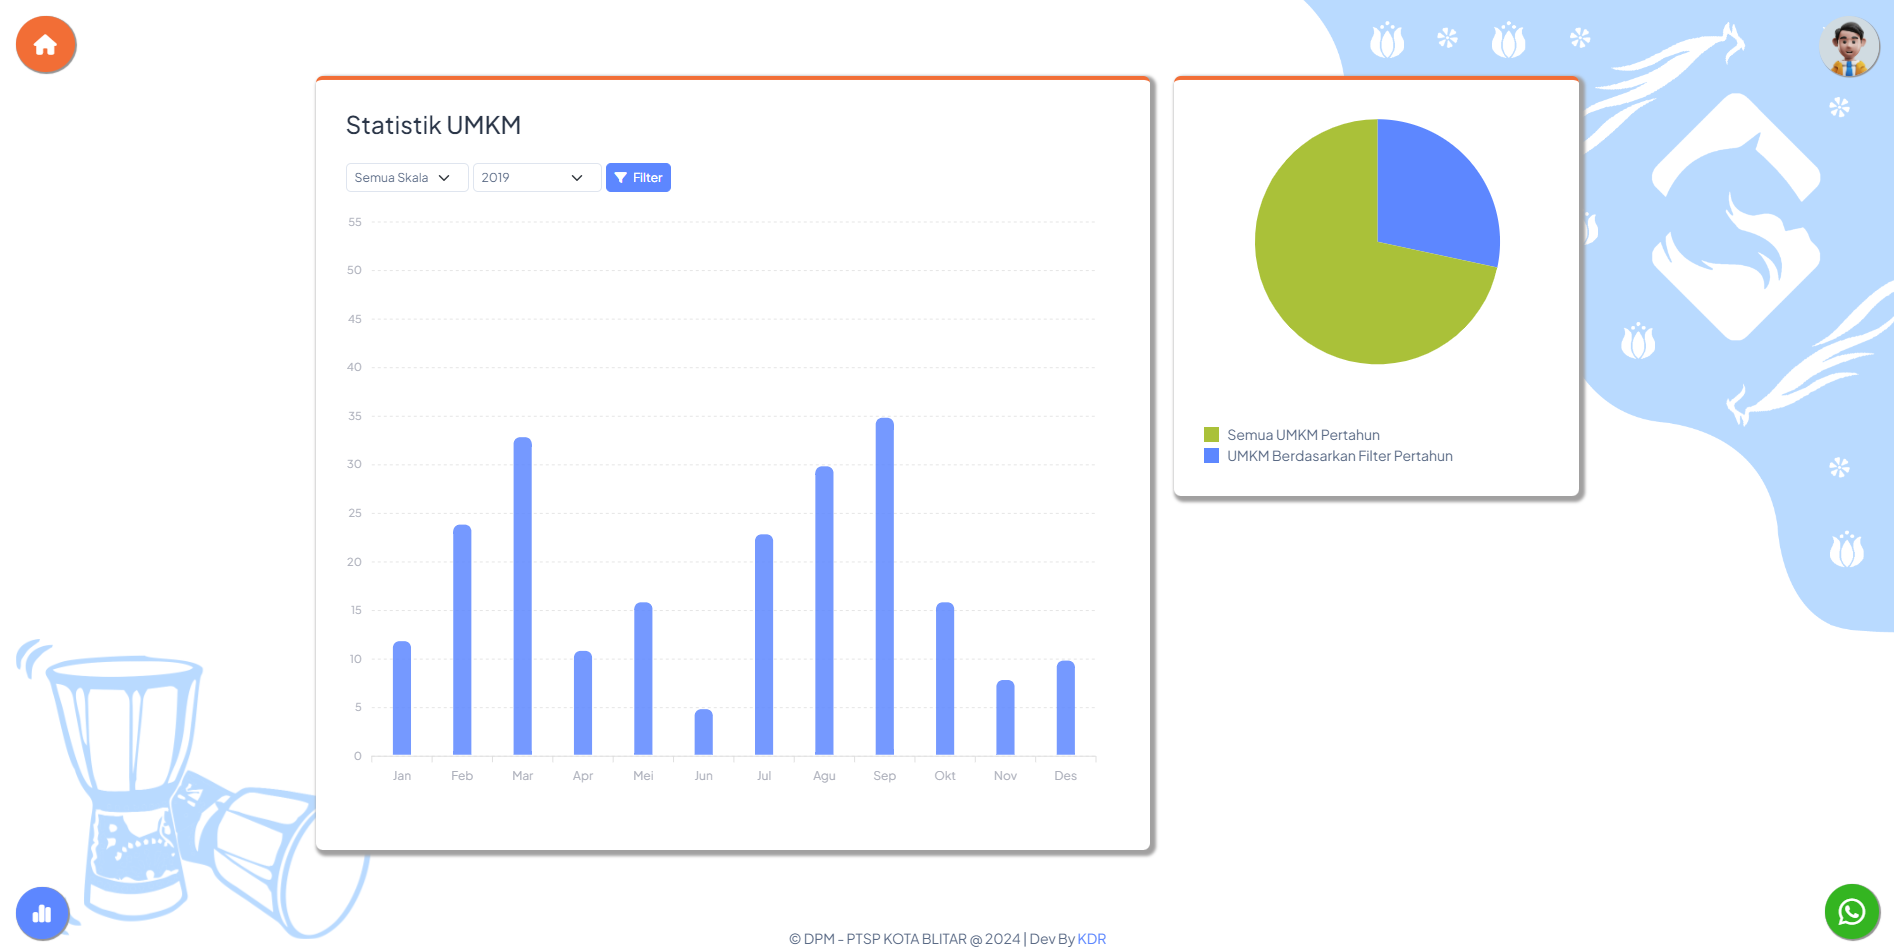 Statistik UMKM
Semua Skala 2019 Filter
55
50
45
40
35
30
25
20
15
10
5
0
Jan Feb Mar Apr Mei Jun Jul Agu Sep Okt Nov Des
Semua UMKM Pertahun
UMKM Berdasarkan Filter Pertahun
© DPM - PTSP KOTA BLITAR @ 2024 | Dev By KDR